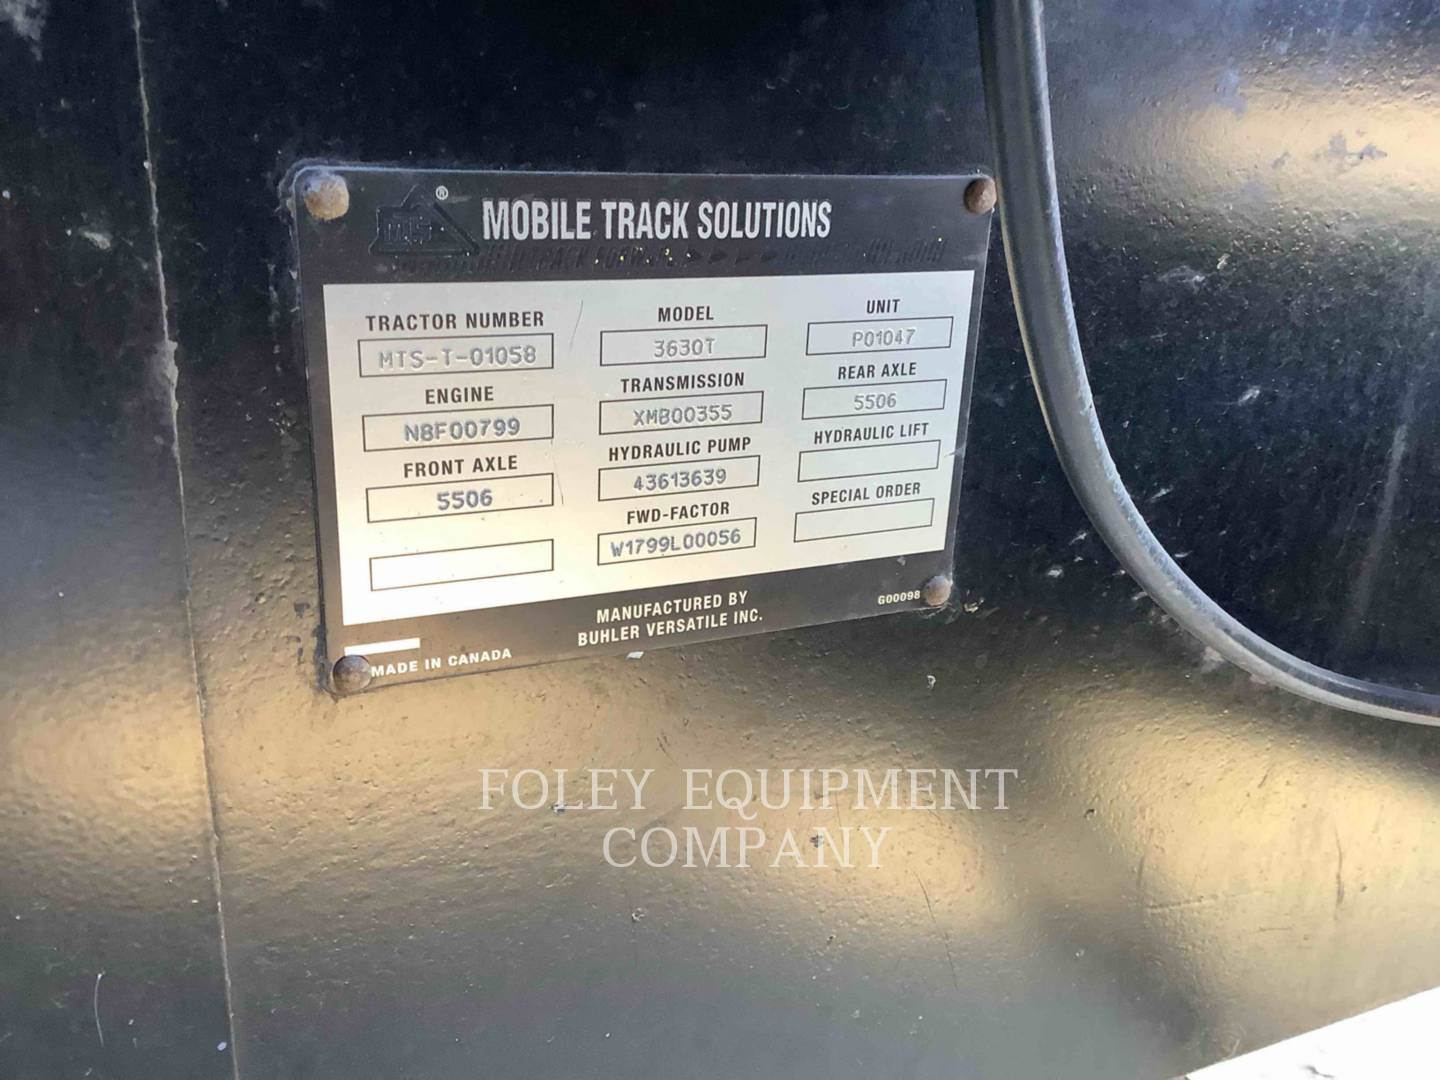 MTS ®
MOBILE TRACK SOLUTIONS
TRACTOR NUMBER
MTS-T-01058
MODEL
3630T
UNIT
P01047
ENGINE
N8F00799
TRANSMISSION
XMB00355
REAR AXLE
5506
FRONT AXLE
5506
HYDRAULIC PUMP
43613639
HYDRAULIC LIFT
FWD-FACTOR
W1799L00056
SPECIAL ORDER
MANUFACTURED BY
BUHLER VERSATILE INC.
G00098
MADE IN CANADA
FOLEY EQUIPMENT
COMPANY